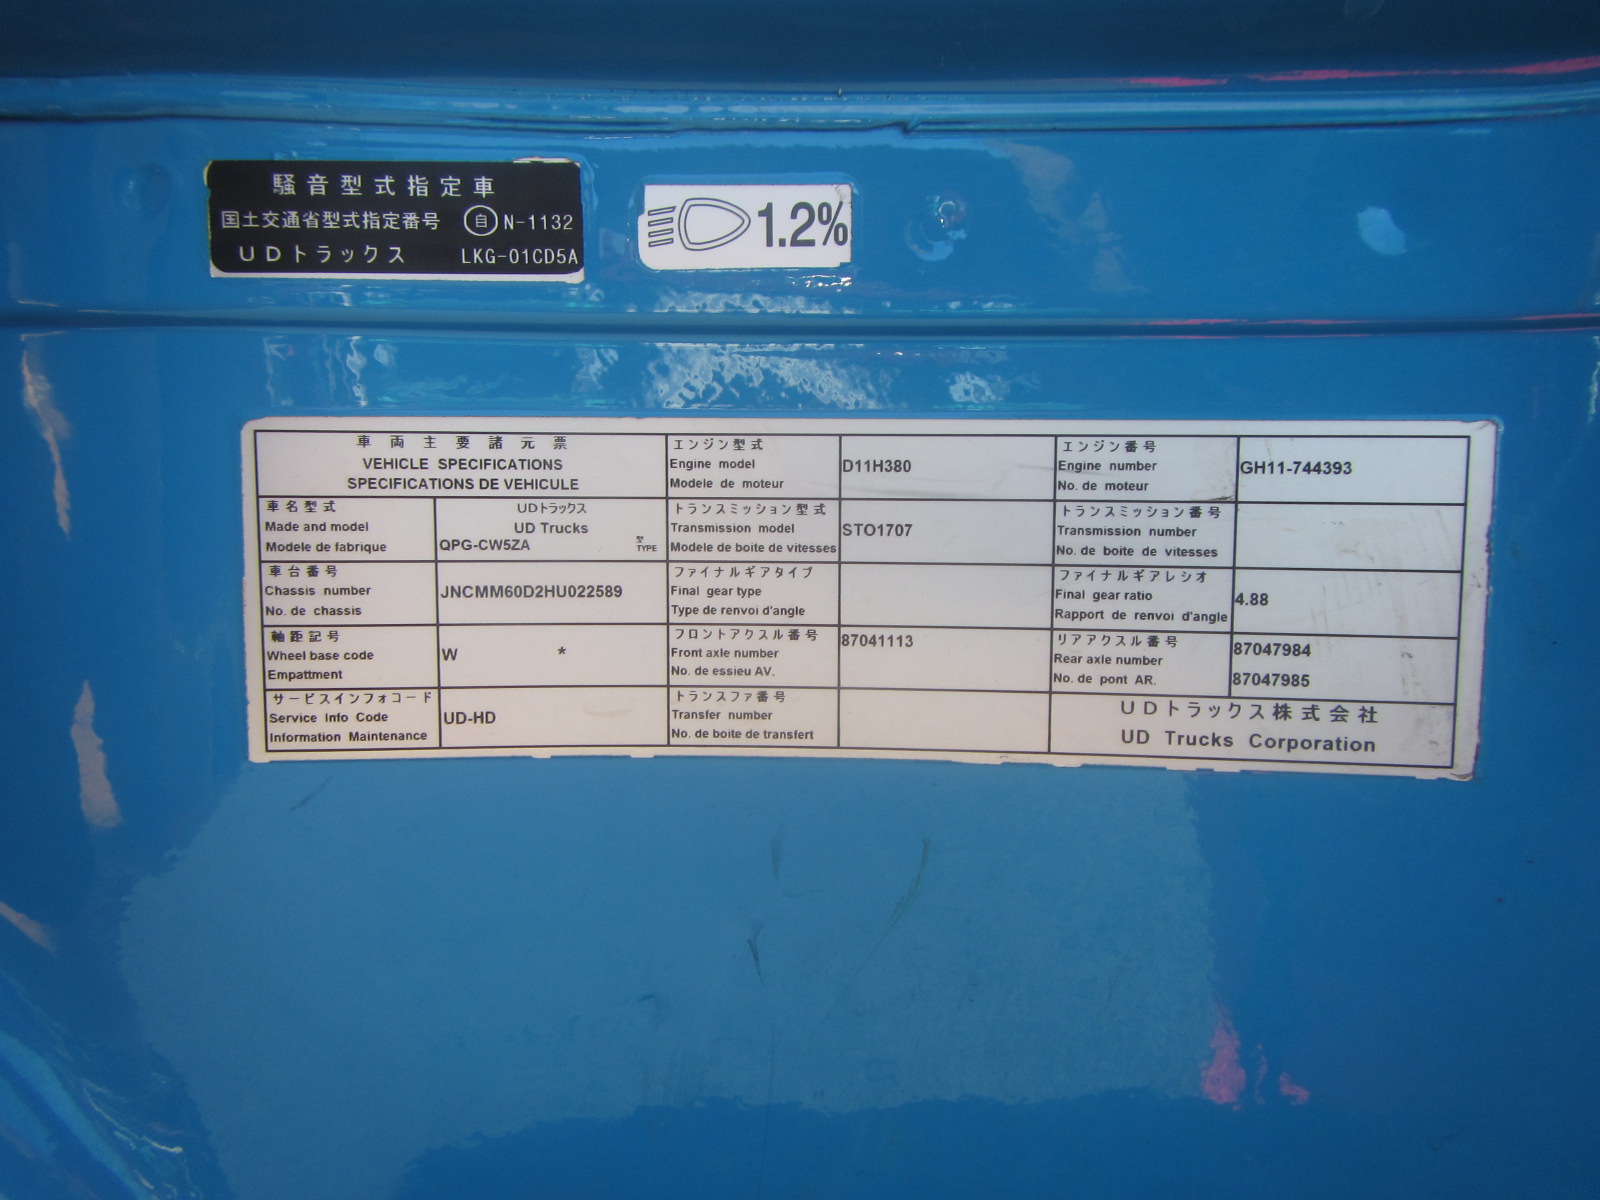 騒音型式指定車
国土交通省型式指定番号 自 N-1132
UDトラックス LKG-01CD5A
1.2%
車両主要諸元票
VEHICLE SPECIFICATIONS
SPECIFICATIONS DE VEHICULE
エンジン型式
Engine model
Modele de moteur
D11H380
エンジン番号
Engine number
No. de moteur
GH11-744393
車名型式
Made and model
Modele de fabrique
UDトラックス
UD Trucks
QPG-CW5ZA
型
TYPE
トランスミッション型式
Transmission model
Modele de boite de vitesses
STO1707
トランスミッション番号
Transmission number
No. de boite de vitesses
車台番号
Chassis number
No. de chassis
JNCMM60D2HU022589
ファイナルギアタイプ
Final gear type
Type de renvoi d'angle
ファイナルギアレシオ
Final gear ratio
Rapport de renvoi d'angle
4.88
軸距記号
Wheel base code
Empattment
W *
フロントアクスル番号
Front axle number
No. de essieu AV.
87041113
リアアクスル番号
Rear axle number
No. de pont AR.
87047984
87047985
サービスインフォコード
Service Info Code
Information Maintenance
UD-HD
トランスファ番号
Transfer number
No. de boite de transfert
UDトラックス株式会社
UD Trucks Corporation